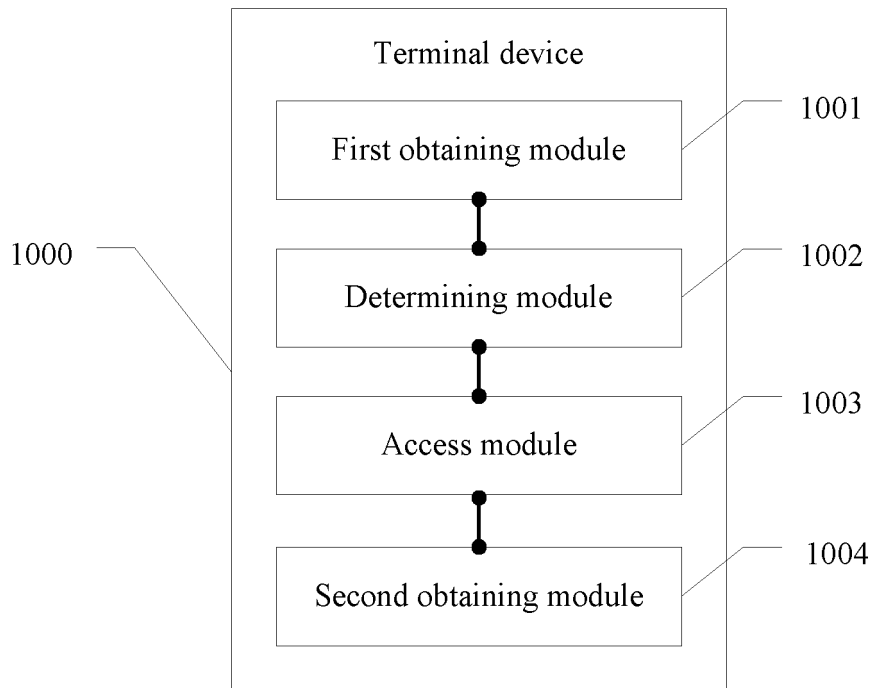 Terminal device
1001
First obtaining module
1000
1002
Determining module
1003
Access module
1004
Second obtaining module